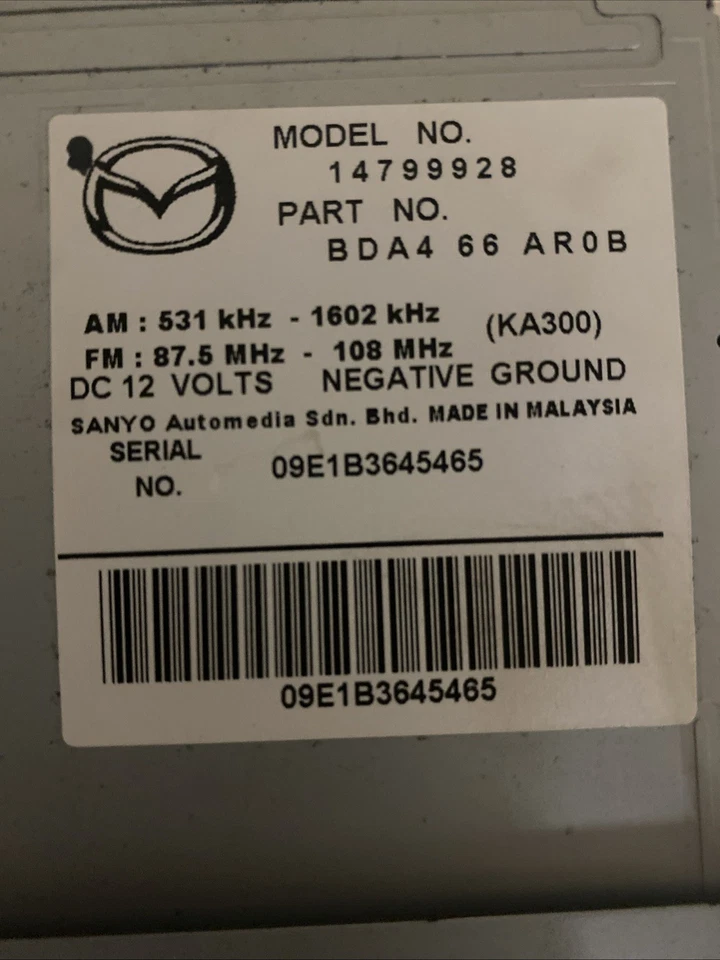 MODEL NO.
14799928
PART NO.
BDA4 66 AR0B
AM : 531 kHz - 1602 kHz (KA300)
FM : 87.5 MHz - 108 MHz
DC 12 VOLTS NEGATIVE GROUND
SANYO Automedia Sdn. Bhd. MADE IN MALAYSIA
SERIAL
NO. 09E1B3645465
09E1B3645465